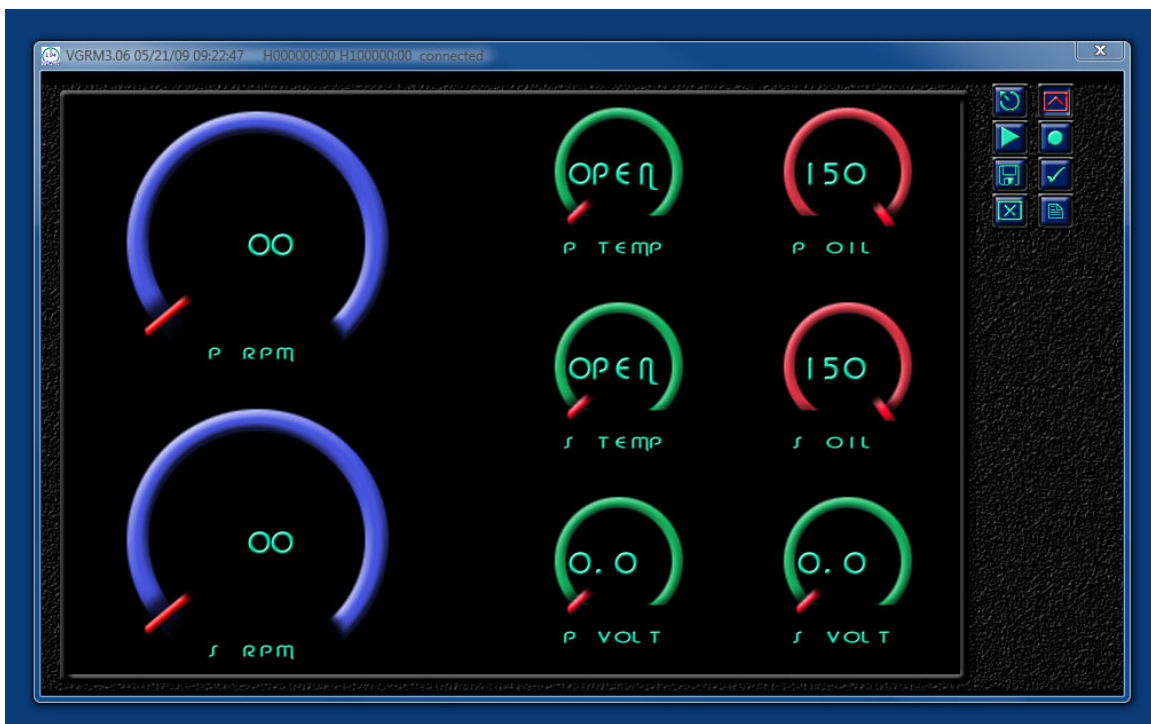 VGRM3.06 05/21/09 09:22:47 H000000:00 H100000:00 connected
OPEN
150
00
P TEMP
P OIL
P RPM
OPEN
150
S TEMP
S OIL
00
0.0
0.0
P VOLT
S VOLT
S RPM